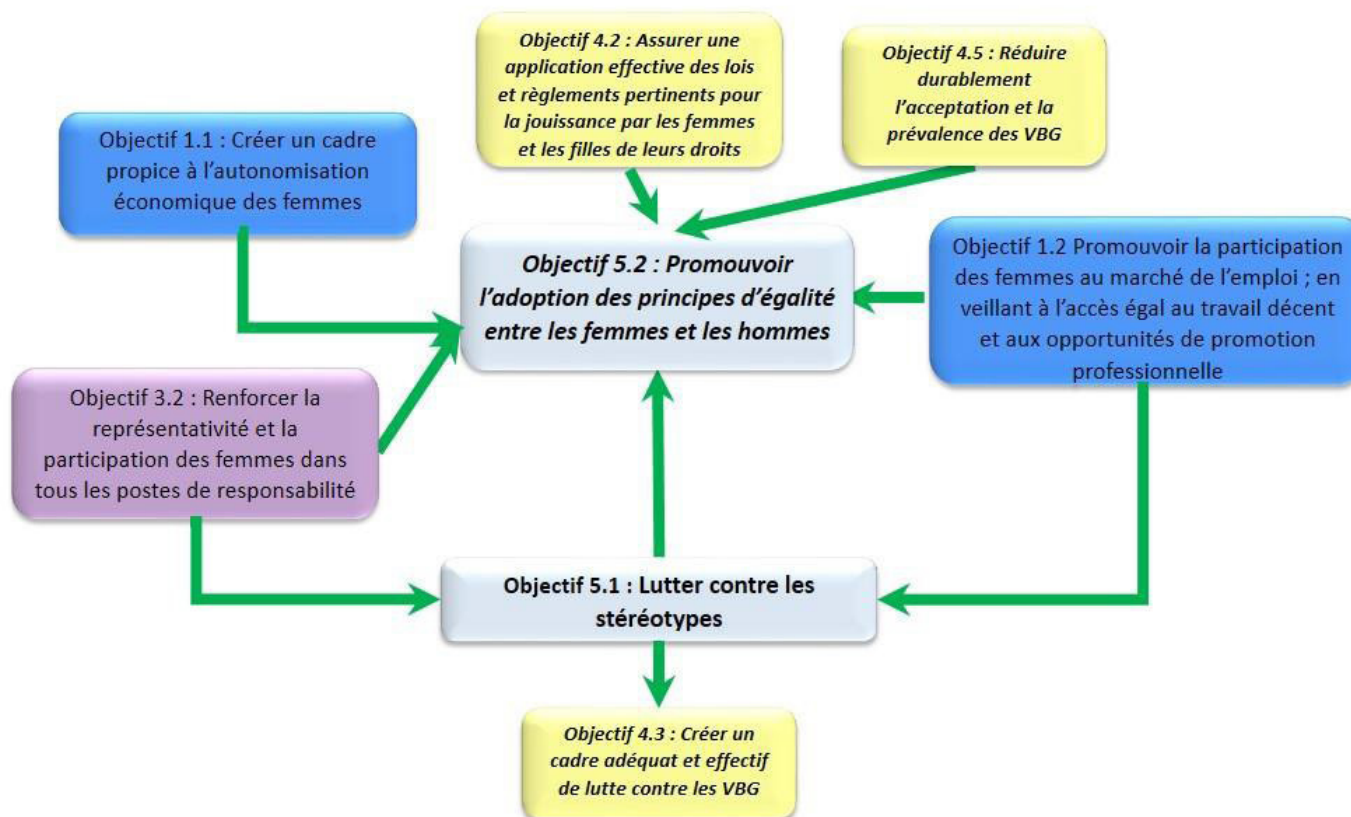 Objectif 4.2 : Assurer une
application effective des lois
et règlements pertinents pour
la jouissance par les femmes
et les filles de leurs droits
Objectif 4.5 : Réduire
durablement
l'acceptation et la
prévalence des VBG
Objectif 1.1 : Créer un cadre
propice à l'autonomisation
économique des femmes
Objectif 5.2 : Promouvoir
l'adoption des principes d'égalité
entre les femmes et les hommes
Objectif 1.2 Promouvoir la participation
des femmes au marché de l'emploi ; en
veillant à l'accès égal au travail décent
et aux opportunités de promotion
professionnelle
Objectif 3.2 : Renforcer la
représentativité et la
participation des femmes dans
tous les postes de responsabilité
Objectif 5.1 : Lutter contre les
stéréotypes
Objectif 4.3 : Créer un
cadre adéquat et effectif
de lutte contre les VBG